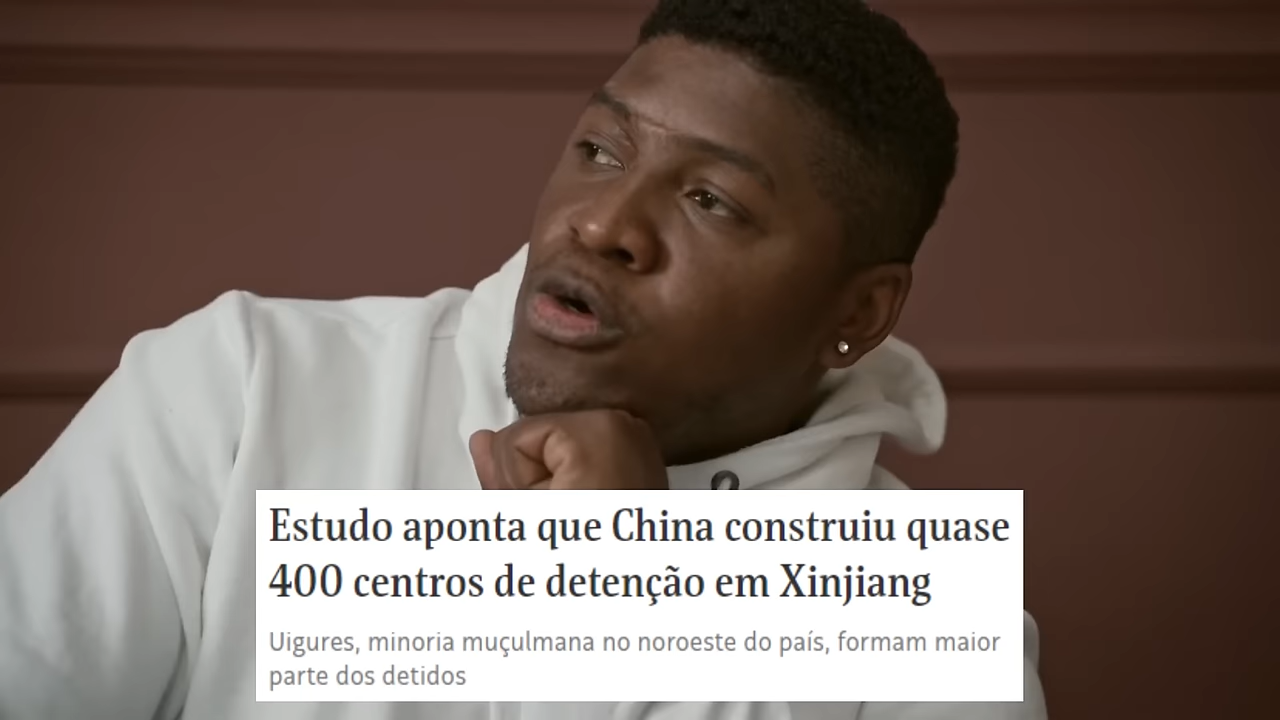 Estudo aponta que China construiu quase
400 centros de detenção em Xinjiang
Uigures, minoria muçulmana no noroeste do país, formam maior
parte dos detidos